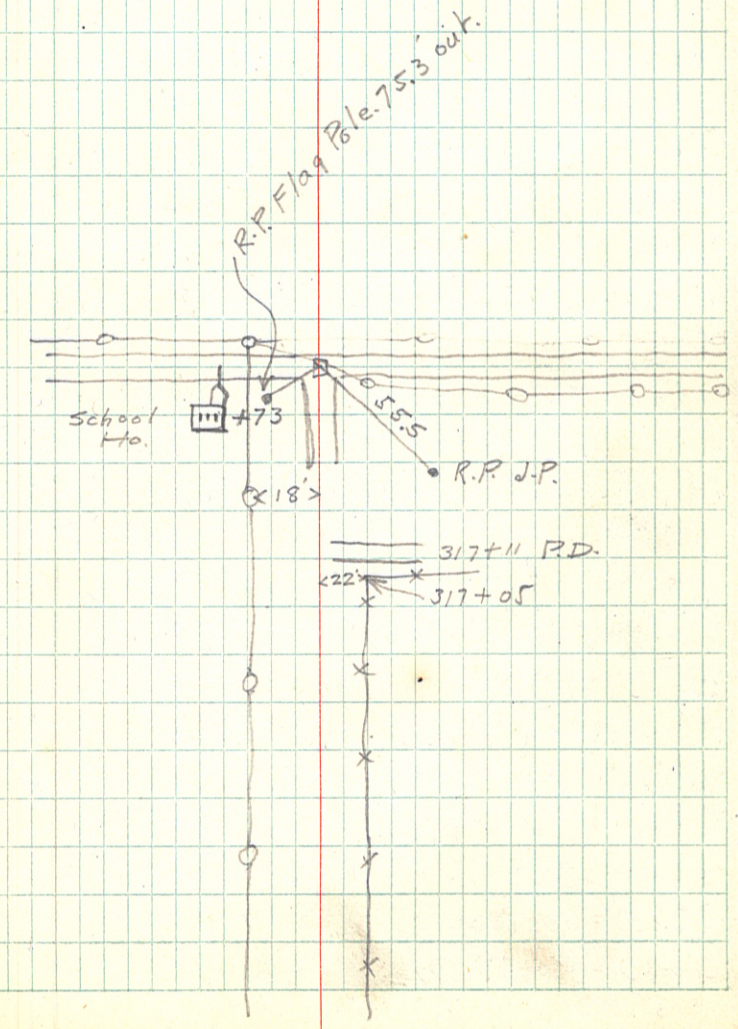 R.P. Flag Pole 75.3' out.
School
Ho.
+73
55.5
R.P. J.P.
<18'>
317+11 P.D.
<22'
317+05